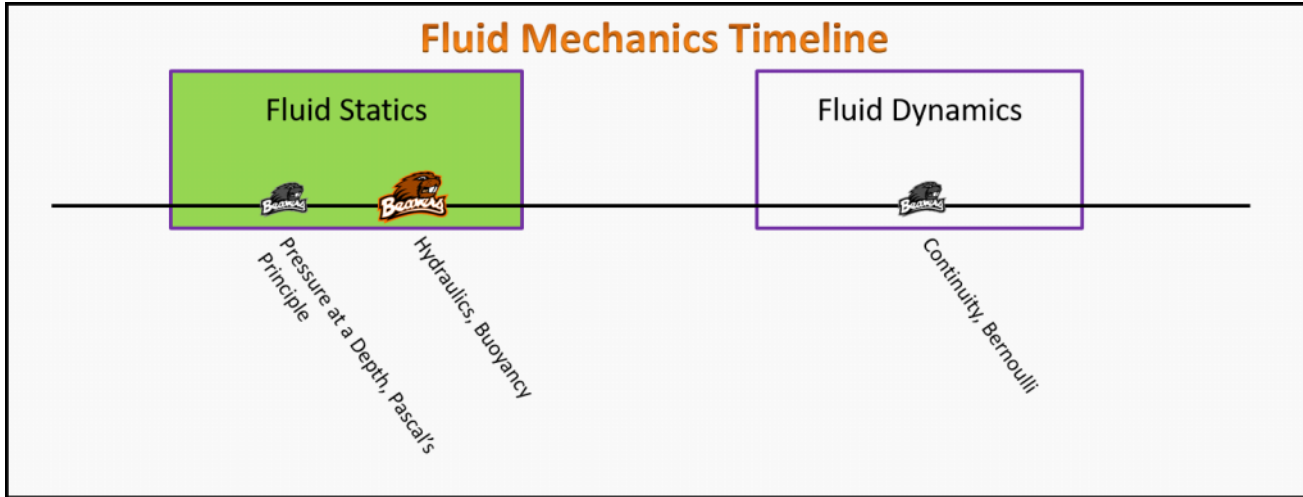 Fluid Mechanics Timeline
Fluid Statics
Fluid Dynamics
Beavers
Beavers
Beavers
Pressure at a Depth, Pascal's
Principle
Hydraulics, Buoyancy
Continuity, Bernoulli